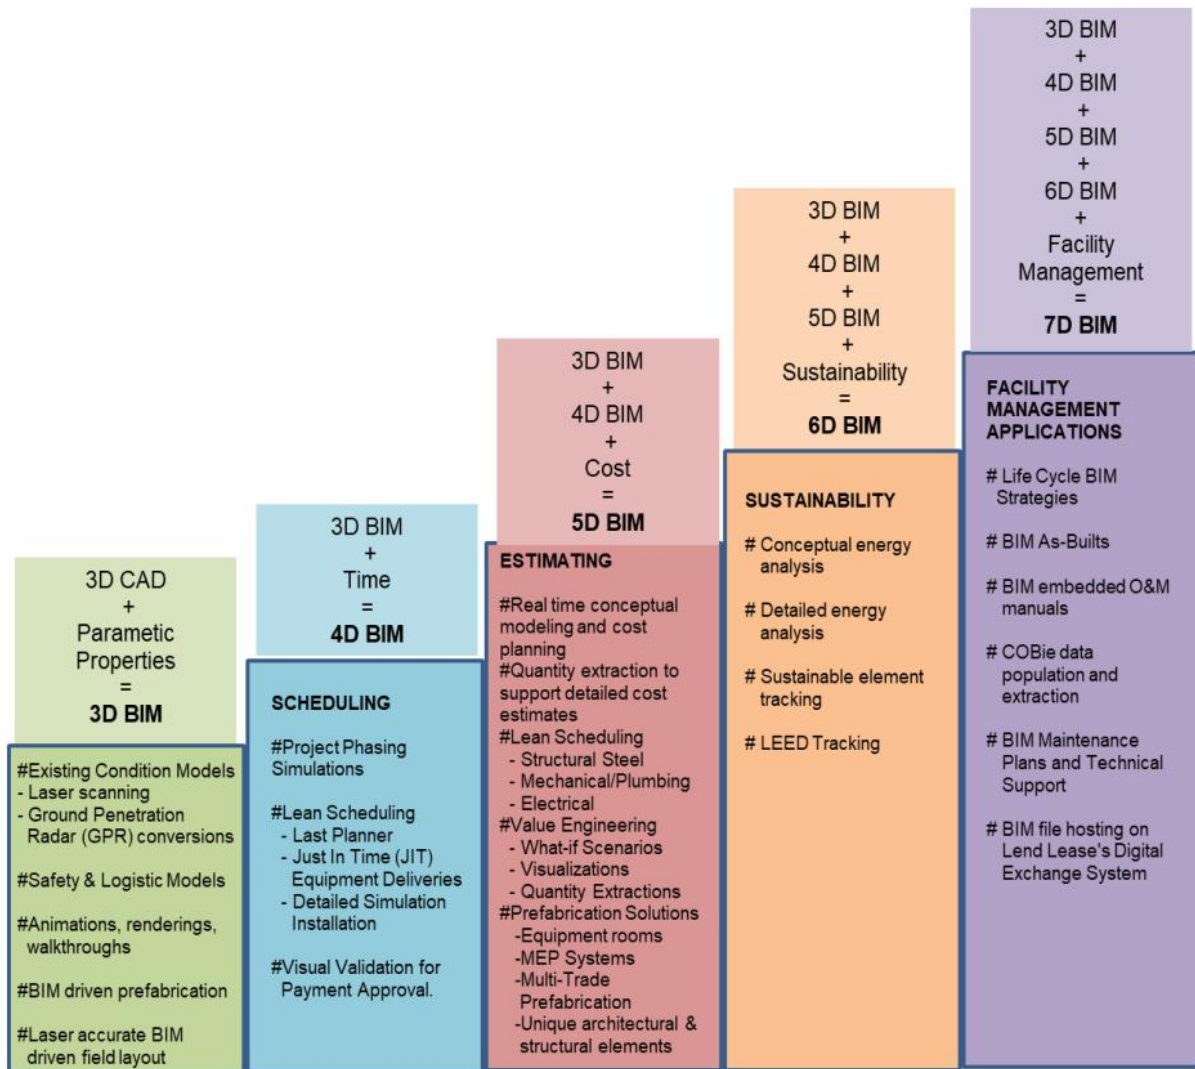 3D CAD
+
Parametic
Properties
=
3D BIM
#Existing Condition Models
- Laser scanning
- Ground Penetration
Radar (GPR) conversions
#Safety & Logistic Models
#Animations, renderings,
walkthroughs
#BIM driven prefabrication
#Laser accurate BIM
driven field layout
3D BIM
+
Time
=
4D BIM
SCHEDULING
#Project Phasing
Simulations
#Lean Scheduling
- Last Planner
- Just In Time (JIT)
Equipment Deliveries
- Detailed Simulation
Installation
#Visual Validation for
Payment Approval.
3D BIM
+
4D BIM
+
Cost
=
5D BIM
ESTIMATING
#Real time conceptual
modeling and cost
planning
#Quantity extraction to
support detailed cost
estimates
#Lean Scheduling
- Structural Steel
- Mechanical/Plumbing
- Electrical
#Value Engineering
- What-if Scenarios
- Visualizations
- Quantity Extractions
#Prefabrication Solutions
-Equipment rooms
-MEP Systems
-Multi-Trade
Prefabrication
-Unique architectural &
structural elements
3D BIM
+
4D BIM
+
5D BIM
+
Sustainability
=
6D BIM
SUSTAINABILITY
# Conceptual energy
analysis
# Detailed energy
analysis
# Sustainable element
tracking
# LEED Tracking
3D BIM
+
4D BIM
+
5D BIM
+
6D BIM
+
Facility
Management
=
7D BIM
FACILITY
MANAGEMENT
APPLICATIONS
# Life Cycle BIM
Strategies
# BIM As-Builts
# BIM embedded O&M
manuals
# COBie data
population and
extraction
# BIM Maintenance
Plans and Technical
Support
# BIM file hosting on
Lend Lease's Digital
Exchange System